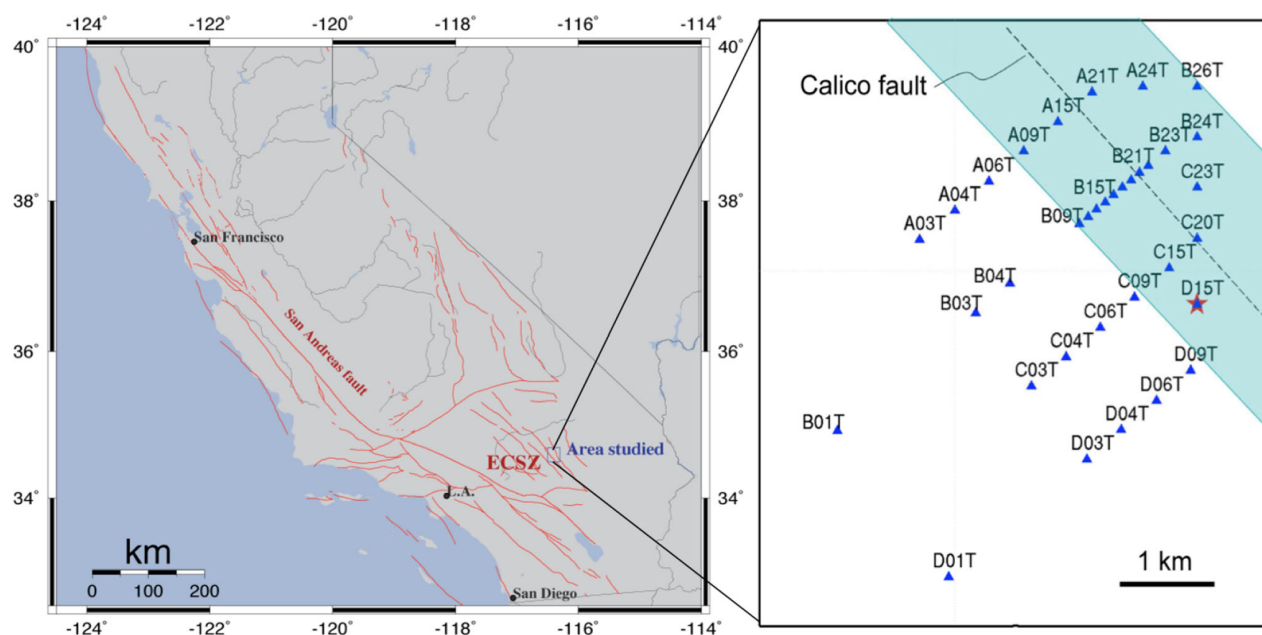 -124 -122 -120 -118 -116 -114
40˚ 40˚
38˚ 38˚
San Francisco
San Andreas fault
36˚ 36˚
ECSZ Area studied
34˚ L.A. 34˚
km
0 100 200
San Diego
-124 -122 -120 -118 -116 -114
Calico fault
A21T A24T B26T
A15T
A09T B23T B24T
A06T B21T
A04T B15T C23T
A03T B09T C20T
C15T
B04T C09T D15T
B03T C06T
C04T D09T
C03T D06T
B01T D04T
D03T
D01T 1 km